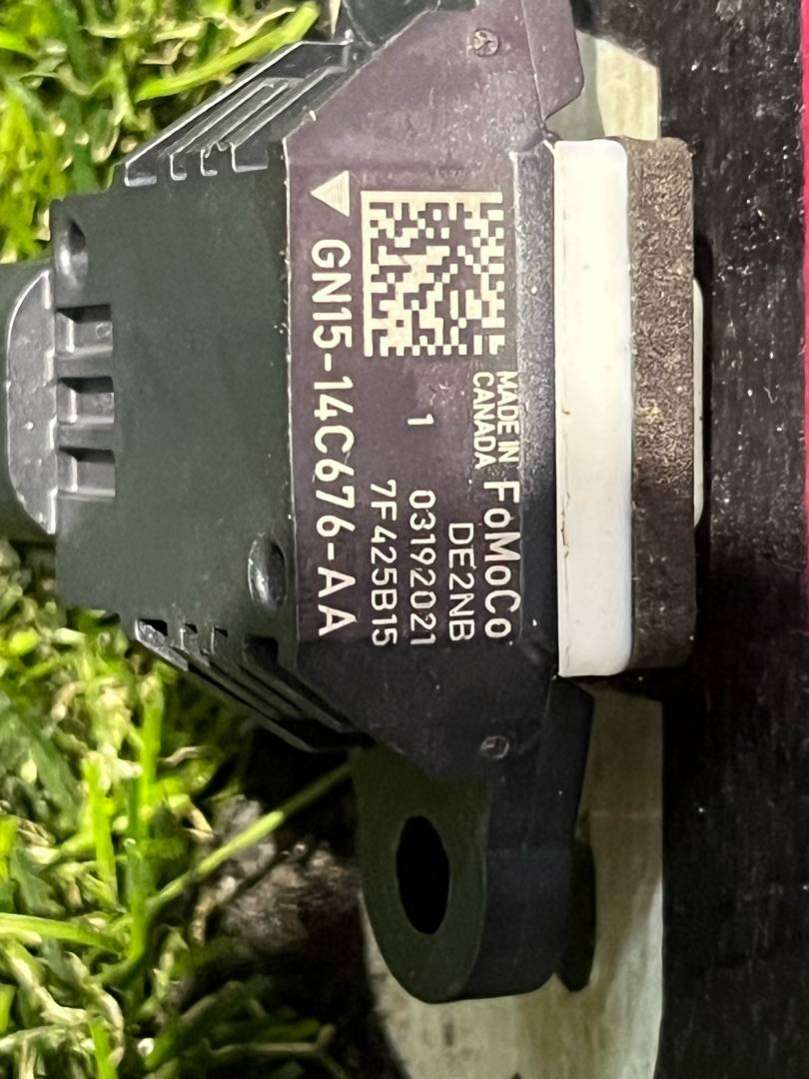 MADE IN
CANADA
FoMoCo
DE2NB
1 03192021
7F425B15
GN15-14C676-AA